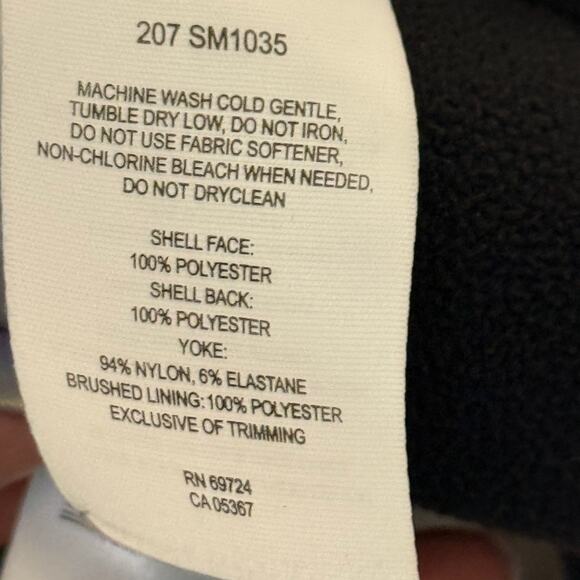 207 SM1035
MACHINE WASH COLD GENTLE,
TUMBLE DRY LOW, DO NOT IRON,
DO NOT USE FABRIC SOFTENER,
NON-CHLORINE BLEACH WHEN NEEDED,
DO NOT DRYCLEAN
SHELL FACE:
100% POLYESTER
SHELL BACK:
100% POLYESTER
YOKE:
94% NYLON, 6% ELASTANE
BRUSHED LINING:100% POLYESTER
EXCLUSIVE OF TRIMMING
RN 69724
CA 05367